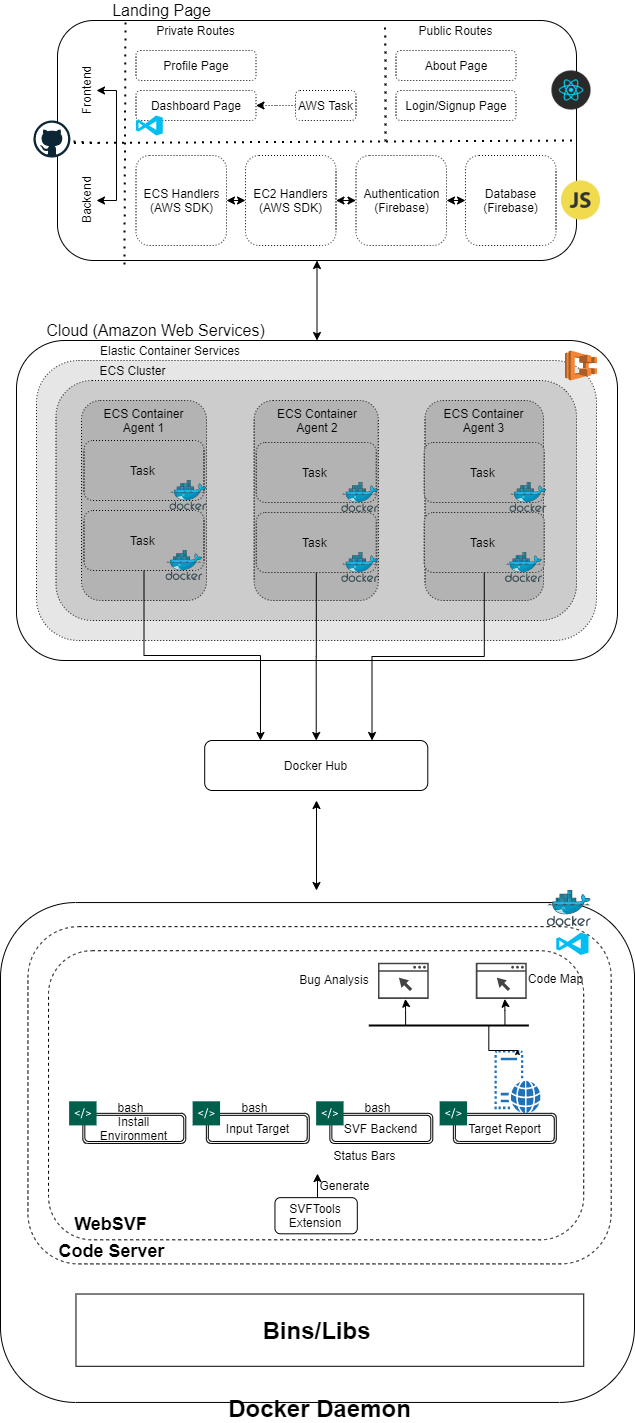 Landing Page
Private Routes
Public Routes
Frontend
Profile Page
About Page
Dashboard Page
AWS Task
Login/Signup Page
Backend
ECS Handlers
(AWS SDK)
EC2 Handlers
(AWS SDK)
Authentication
(Firebase)
Database
(Firebase)
JS
Cloud (Amazon Web Services)
Elastic Container Services
ECS Cluster
ECS Container
Agent 1
ECS Container
Agent 2
ECS Container
Agent 3
Task
docker
Task
docker
Task
docker
Task
docker
Task
docker
Task
docker
Docker Hub
docker
Bug Analysis
Code Map
</>
bash
Install
Environment
</>
bash
Input Target
</>
bash
SVF Backend
</>
Target Report
Status Bars
Generate
SVFTools
Extension
WebSVF
Code Server
Bins/Libs
Docker Daemon